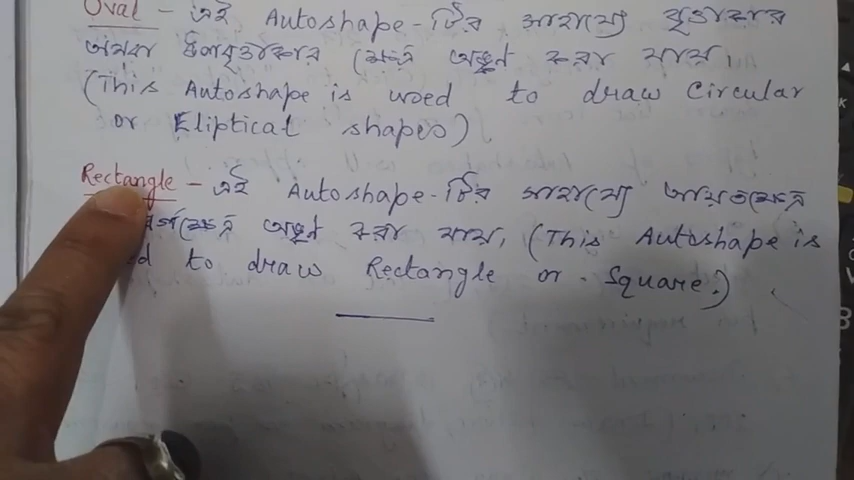 Oval - এই Autoshape-টির সাহায্যে বৃত্তাকার
অথবা উপবৃত্তাকার ক্ষেত্র অঙ্কন করা যায়।
(This Autoshape is used to draw Circular
or Eliptical shapes)
Rectangle - এই Autoshape-টির সাহায্যে আয়তক্ষেত্র
বর্গক্ষেত্র অঙ্কন করা যায়। (This Autoshape is
to draw Rectangle or Square.)